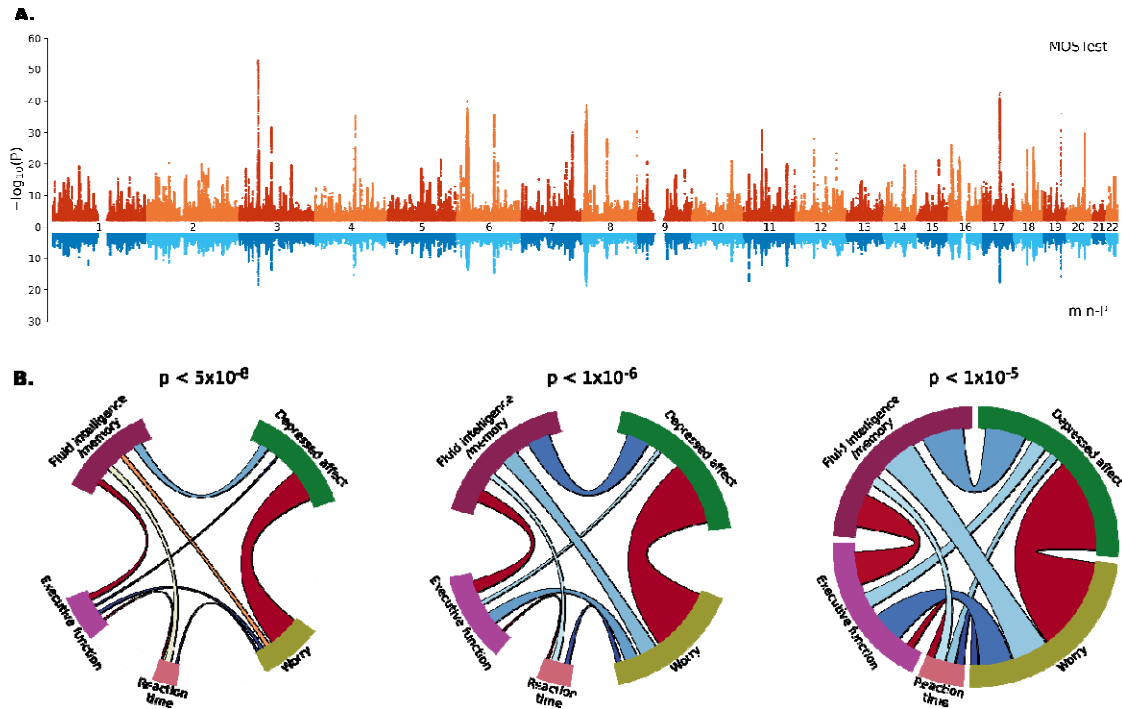 A.
60
MOSTest
50
40
30
20
10
0
10
20
30
−log₁₀(P)
1 2 3 4 5 6 7 8 9 10 11 12 13 14 15 16 17 18 19 20 21 22
min-P
B.
p < 5x10⁻⁸
p < 1x10⁻⁶
p < 1x10⁻⁵
Fluid intelligence
/memory
Depressed affect
Executive function
Reaction
time
Worry
Fluid intelligence
/memory
Depressed affect
Executive function
Reaction
time
Worry
Fluid intelligence
/memory
Depressed affect
Executive function
Reaction
time
Worry